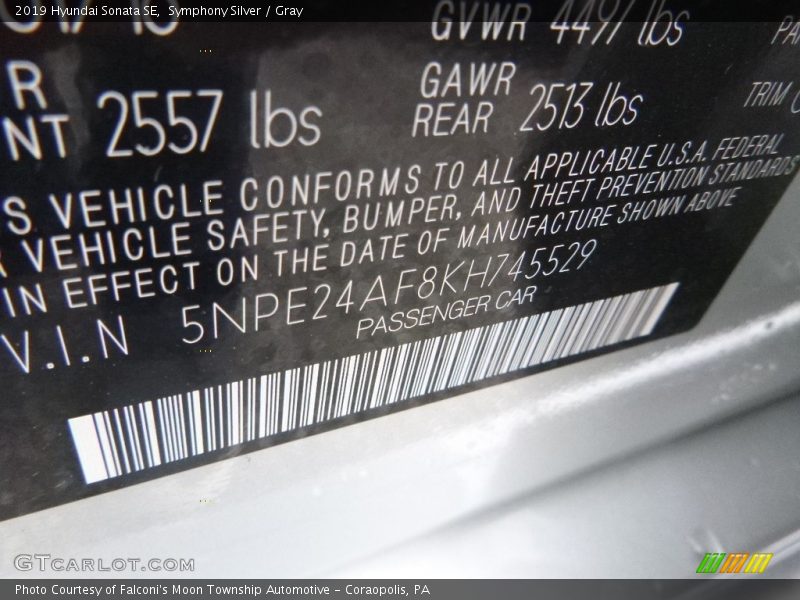 2019 Hyundai Sonata SE, Symphony Silver / Gray
GVWR 4497 lbs
R
NT 2557 lbs
GAWR
REAR 2513 lbs
TRIM
S VEHICLE CONFORMS TO ALL APPLICABLE U.S.A. FEDERAL
R VEHICLE SAFETY, BUMPER, AND THEFT PREVENTION STANDARDS
IN EFFECT ON THE DATE OF MANUFACTURE SHOWN ABOVE
V.I.N 5NPE24AF8KH745529
PASSENGER CAR
GTCARLOT.COM
Photo Courtesy of Falconi's Moon Township Automotive – Coraopolis, PA